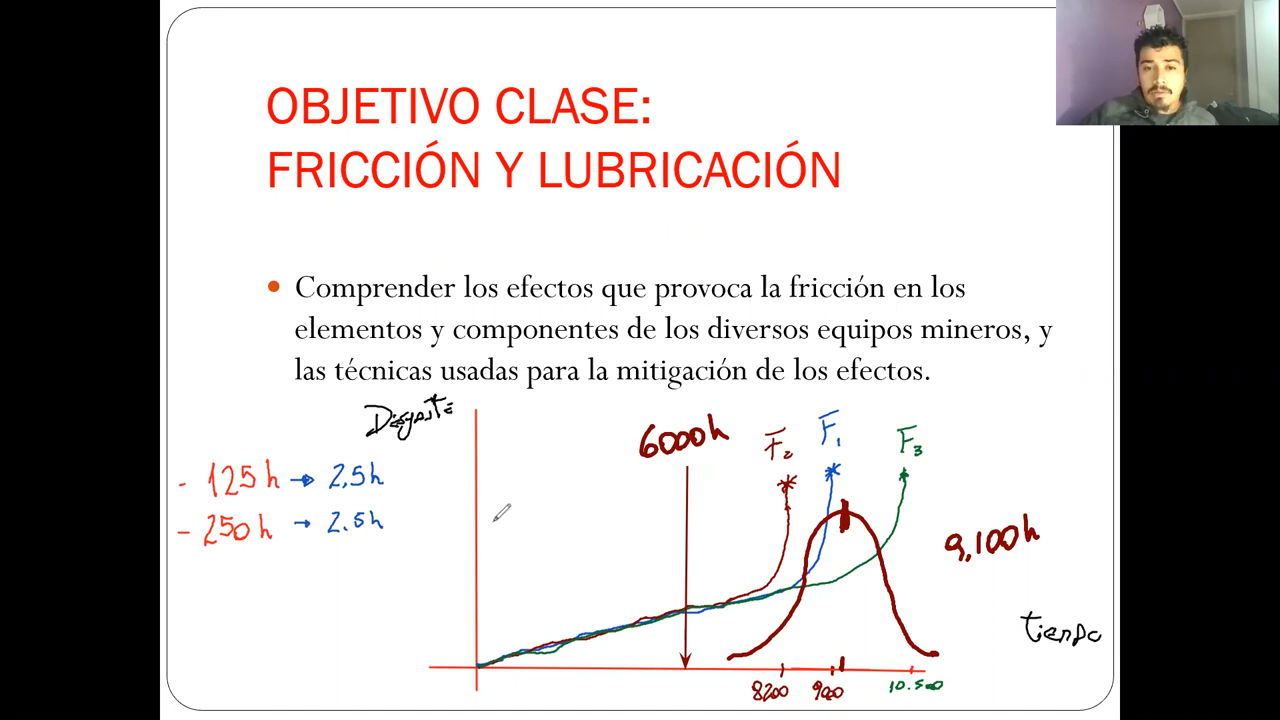 OBJETIVO CLASE:
FRICCIÓN Y LUBRICACIÓN
• Comprender los efectos que provoca la fricción en los
elementos y componentes de los diversos equipos mineros, y
las técnicas usadas para la mitigación de los efectos.
Desgaste
- 125 h → 2,5 h
- 250 h → 2.5 h
6000 h
F2
F1
F3
9,100 h
tiempo
8200
9000
10.500